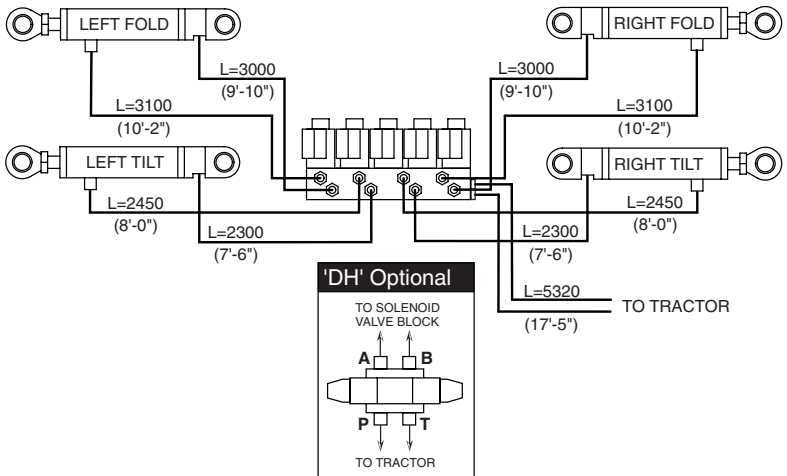 LEFT FOLD
RIGHT FOLD
L=3000
(9'-10")
L=3000
(9'-10")
L=3100
(10'-2")
L=3100
(10'-2")
LEFT TILT
RIGHT TILT
L=2450
(8'-0")
L=2450
(8'-0")
L=2300
(7'-6")
L=2300
(7'-6")
L=5320
(17'-5")
TO TRACTOR
'DH' Optional
TO SOLENOID
VALVE BLOCK
A B
P T
TO TRACTOR